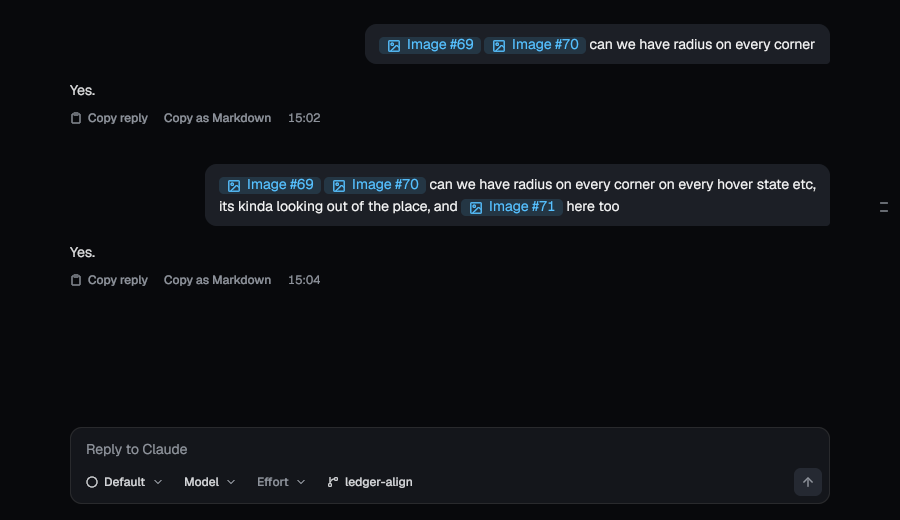 Image #69 Image #70 can we have radius on every corner
Yes.
Copy reply Copy as Markdown 15:02
Image #69 Image #70 can we have radius on every corner on every hover state etc,
its kinda looking out of the place, and Image #71 here too
Yes.
Copy reply Copy as Markdown 15:04
Reply to Claude
Default Model Effort ledger-align